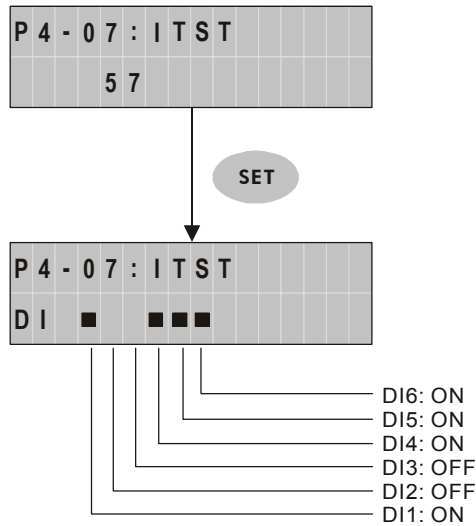 P4-07:ITST
57
SET
P4-07:ITST
DI ■ ■■■
DI6: ON
DI5: ON
DI4: ON
DI3: OFF
DI2: OFF
DI1: ON